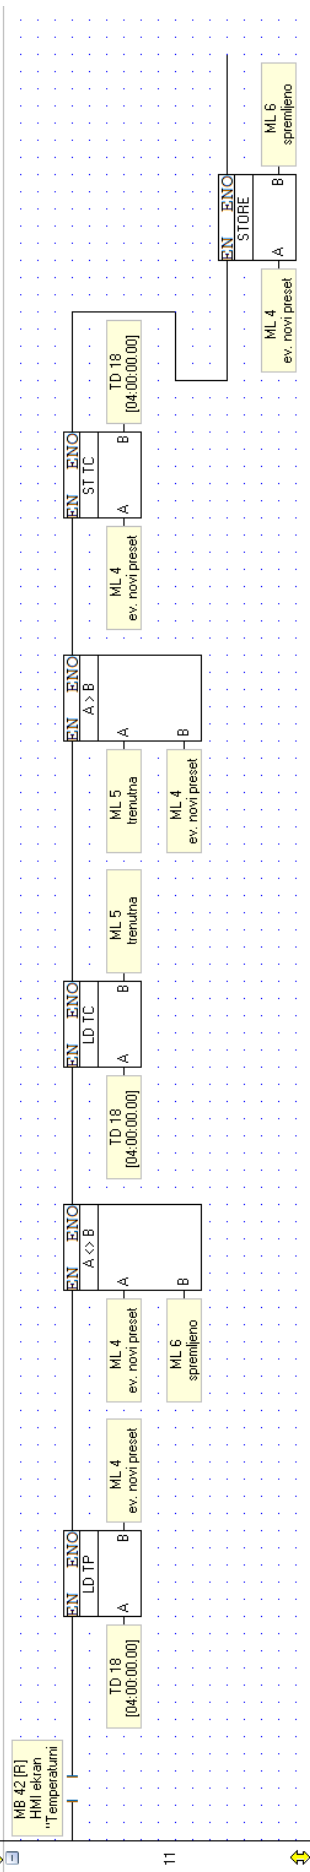 11
MB 42 [R]
HMI ekran
"Temperaturni
TD 18
[04:00:00.00]
EN ENO
LD TP
A
B
ML 4
ev. novi preset
ML 4
ev. novi preset
ML 6
spremljeno
EN ENO
A <> B
A
B
TD 18
[04:00:00.00]
EN ENO
LD TC
A
B
ML 5
trenutna
ML 5
trenutna
ML 4
ev. novi preset
EN ENO
A > B
A
B
ML 4
ev. novi preset
EN ENO
ST TC
A
B
TD 18
[04:00:00.00]
ML 4
ev. novi preset
EN ENO
STORE
A
B
ML 6
spremljeno